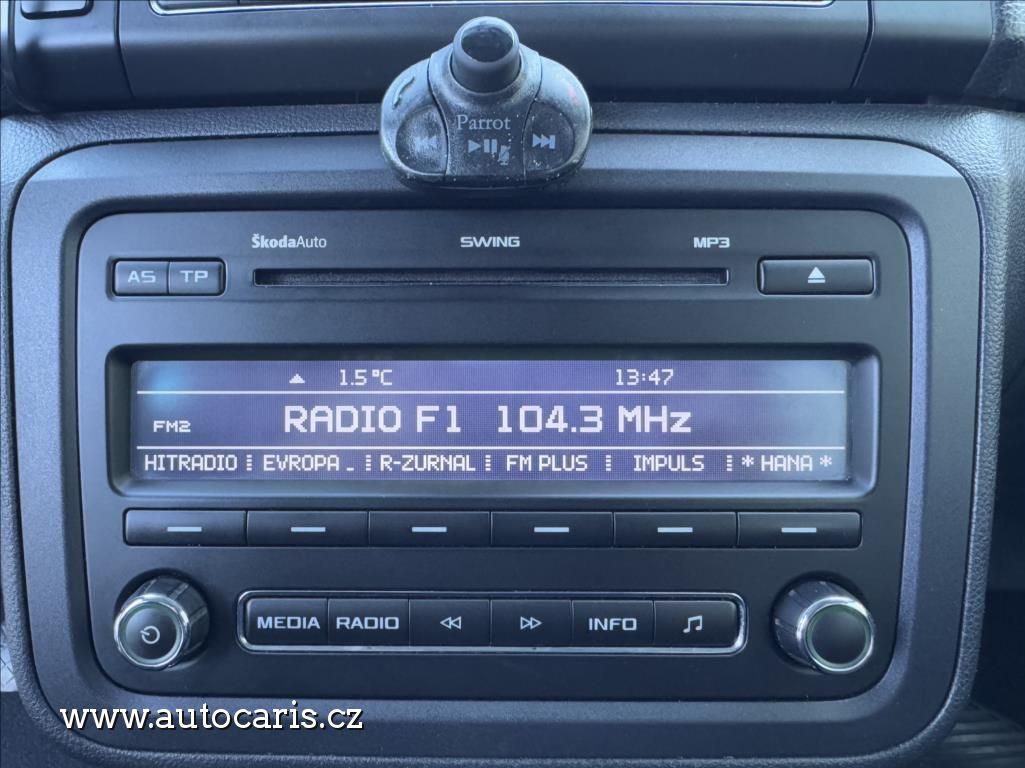 Parrot
ŠkodaAuto SWING MP3
AS TP
1.5°C 13:47
FM2 RADIO F1 104.3 MHz
HITRADIO EVROPA_ R-ZURNAL FM PLUS IMPULS *HANA*
MEDIA RADIO INFO
www.autocaris.cz